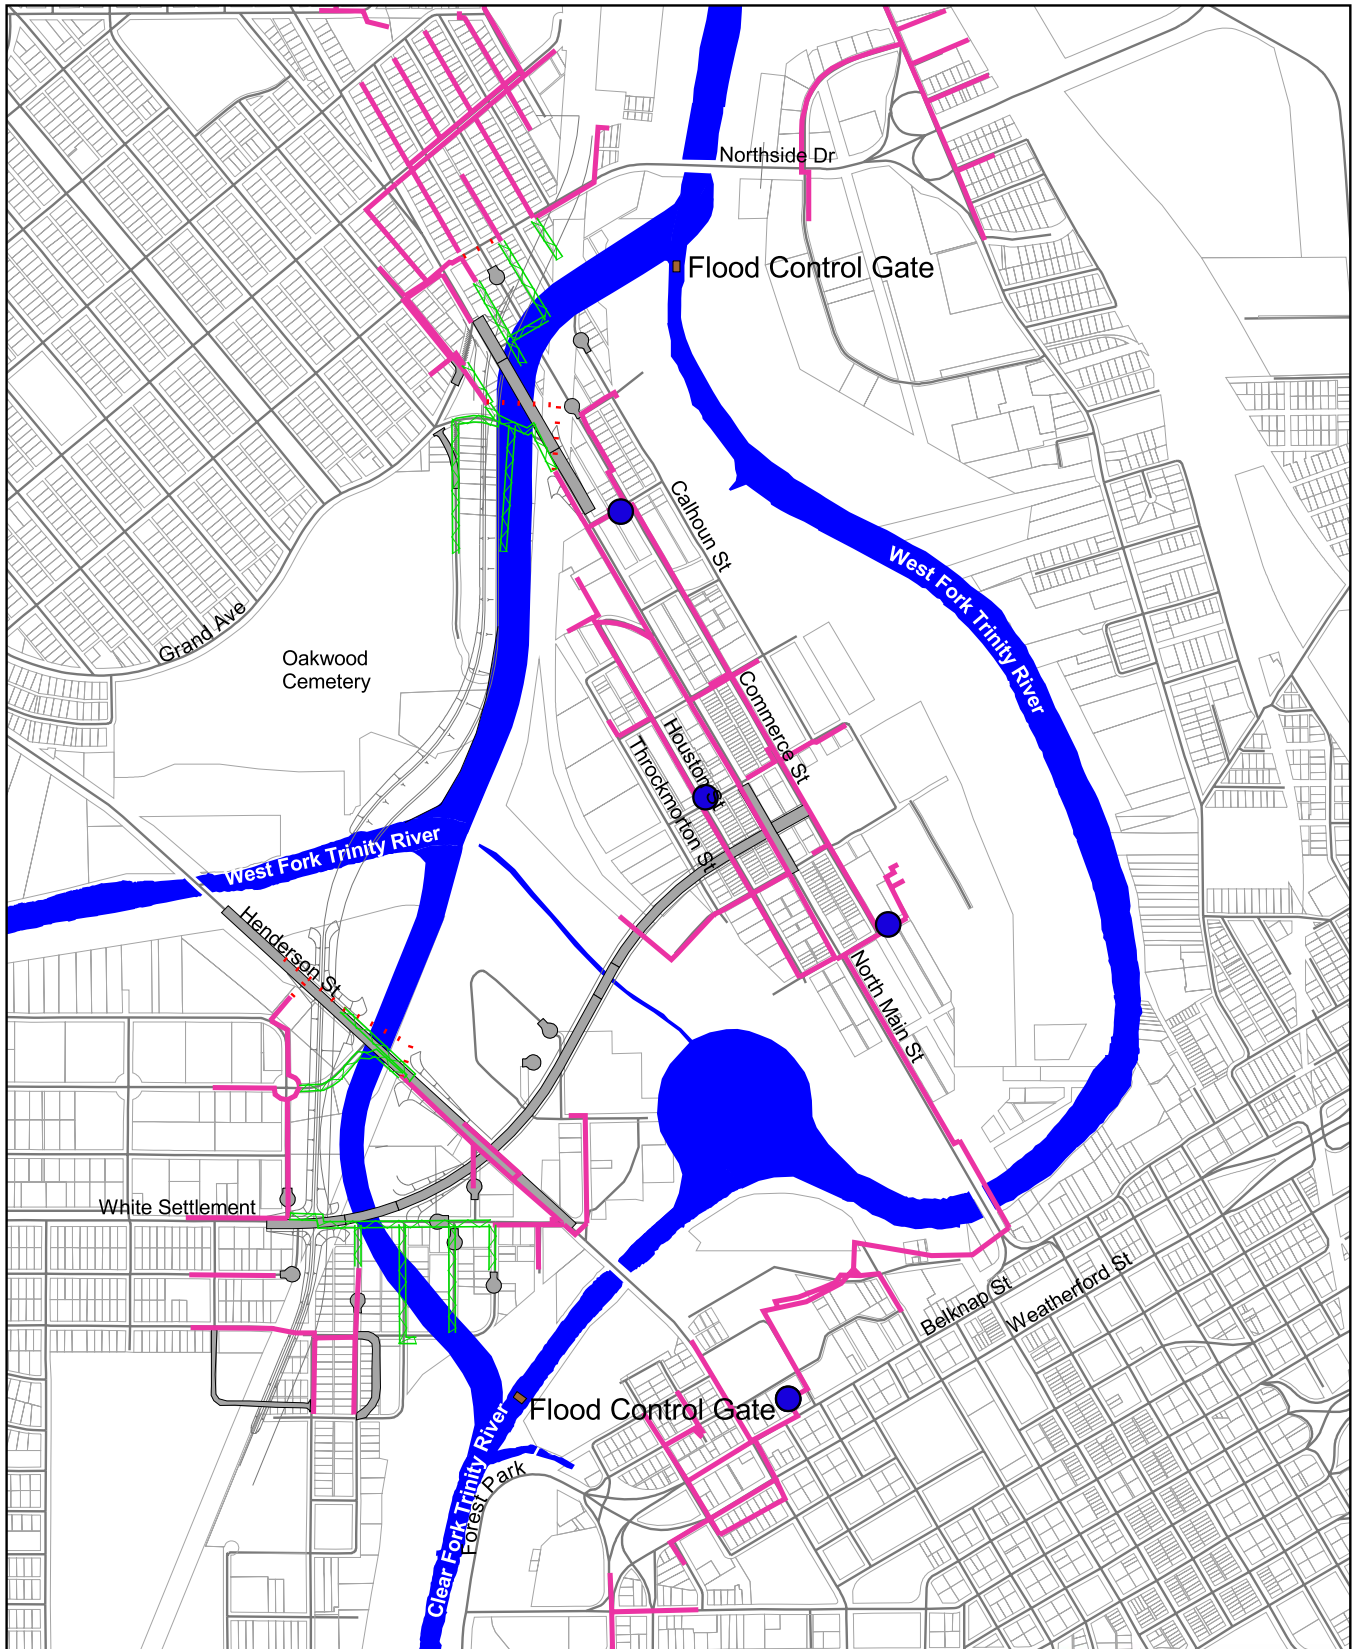 Northside Dr
Flood Control Gate
Calhoun St
West Fork Trinity River
Grand Ave
Oakwood
Cemetery
Commerce St
Houston St
Throckmorton St
West Fork Trinity River
Henderson St
North Main St
White Settlement
Belknap St
Weatherford St
Flood Control Gate
Forest Park
Clear Fork Trinity River